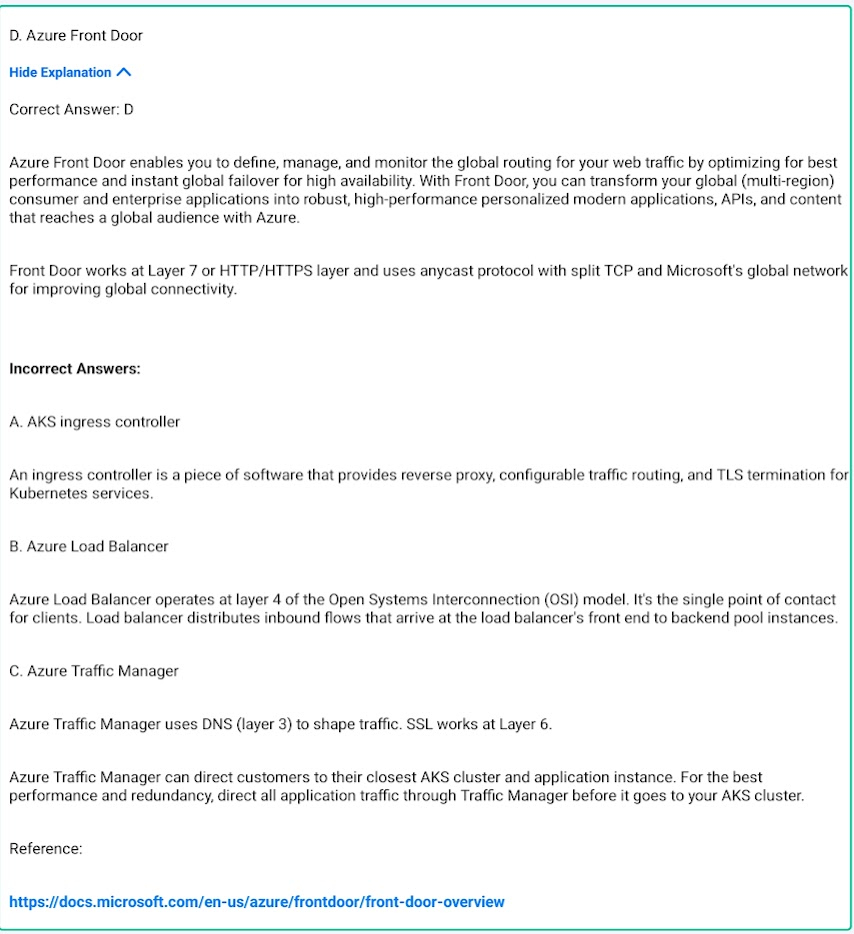 D. Azure Front Door
Hide Explanation
Correct Answer: D
Azure Front Door enables you to define, manage, and monitor the global routing for your web traffic by optimizing for best
performance and instant global failover for high availability. With Front Door, you can transform your global (multi-region)
consumer and enterprise applications into robust, high-performance personalized modern applications, APIs, and content
that reaches a global audience with Azure.
Front Door works at Layer 7 or HTTP/HTTPS layer and uses anycast protocol with split TCP and Microsoft's global network
for improving global connectivity.
Incorrect Answers:
A. AKS ingress controller
An ingress controller is a piece of software that provides reverse proxy, configurable traffic routing, and TLS termination for
Kubernetes services.
B. Azure Load Balancer
Azure Load Balancer operates at layer 4 of the Open Systems Interconnection (OSI) model. It's the single point of contact
for clients. Load balancer distributes inbound flows that arrive at the load balancer's front end to backend pool instances.
C. Azure Traffic Manager
Azure Traffic Manager uses DNS (layer 3) to shape traffic. SSL works at Layer 6.
Azure Traffic Manager can direct customers to their closest AKS cluster and application instance. For the best
performance and redundancy, direct all application traffic through Traffic Manager before it goes to your AKS cluster.
Reference:
https://docs.microsoft.com/en-us/azure/frontdoor/front-door-overview